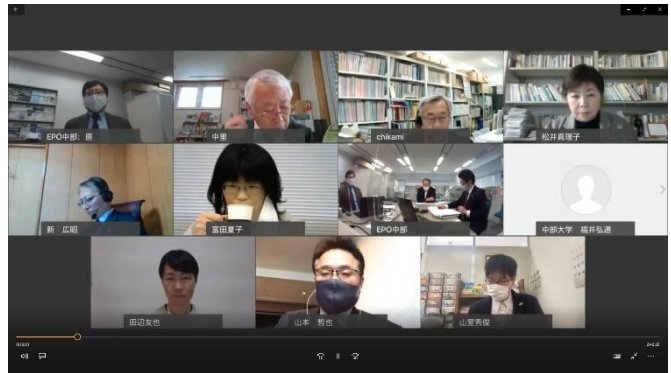 EPO中部: 原
中里
chikami
松井真理子
新 広昭
富田夏子
EPO中部
中部大学 福井弘道
田辺友也
山本 哲也
山室秀俊